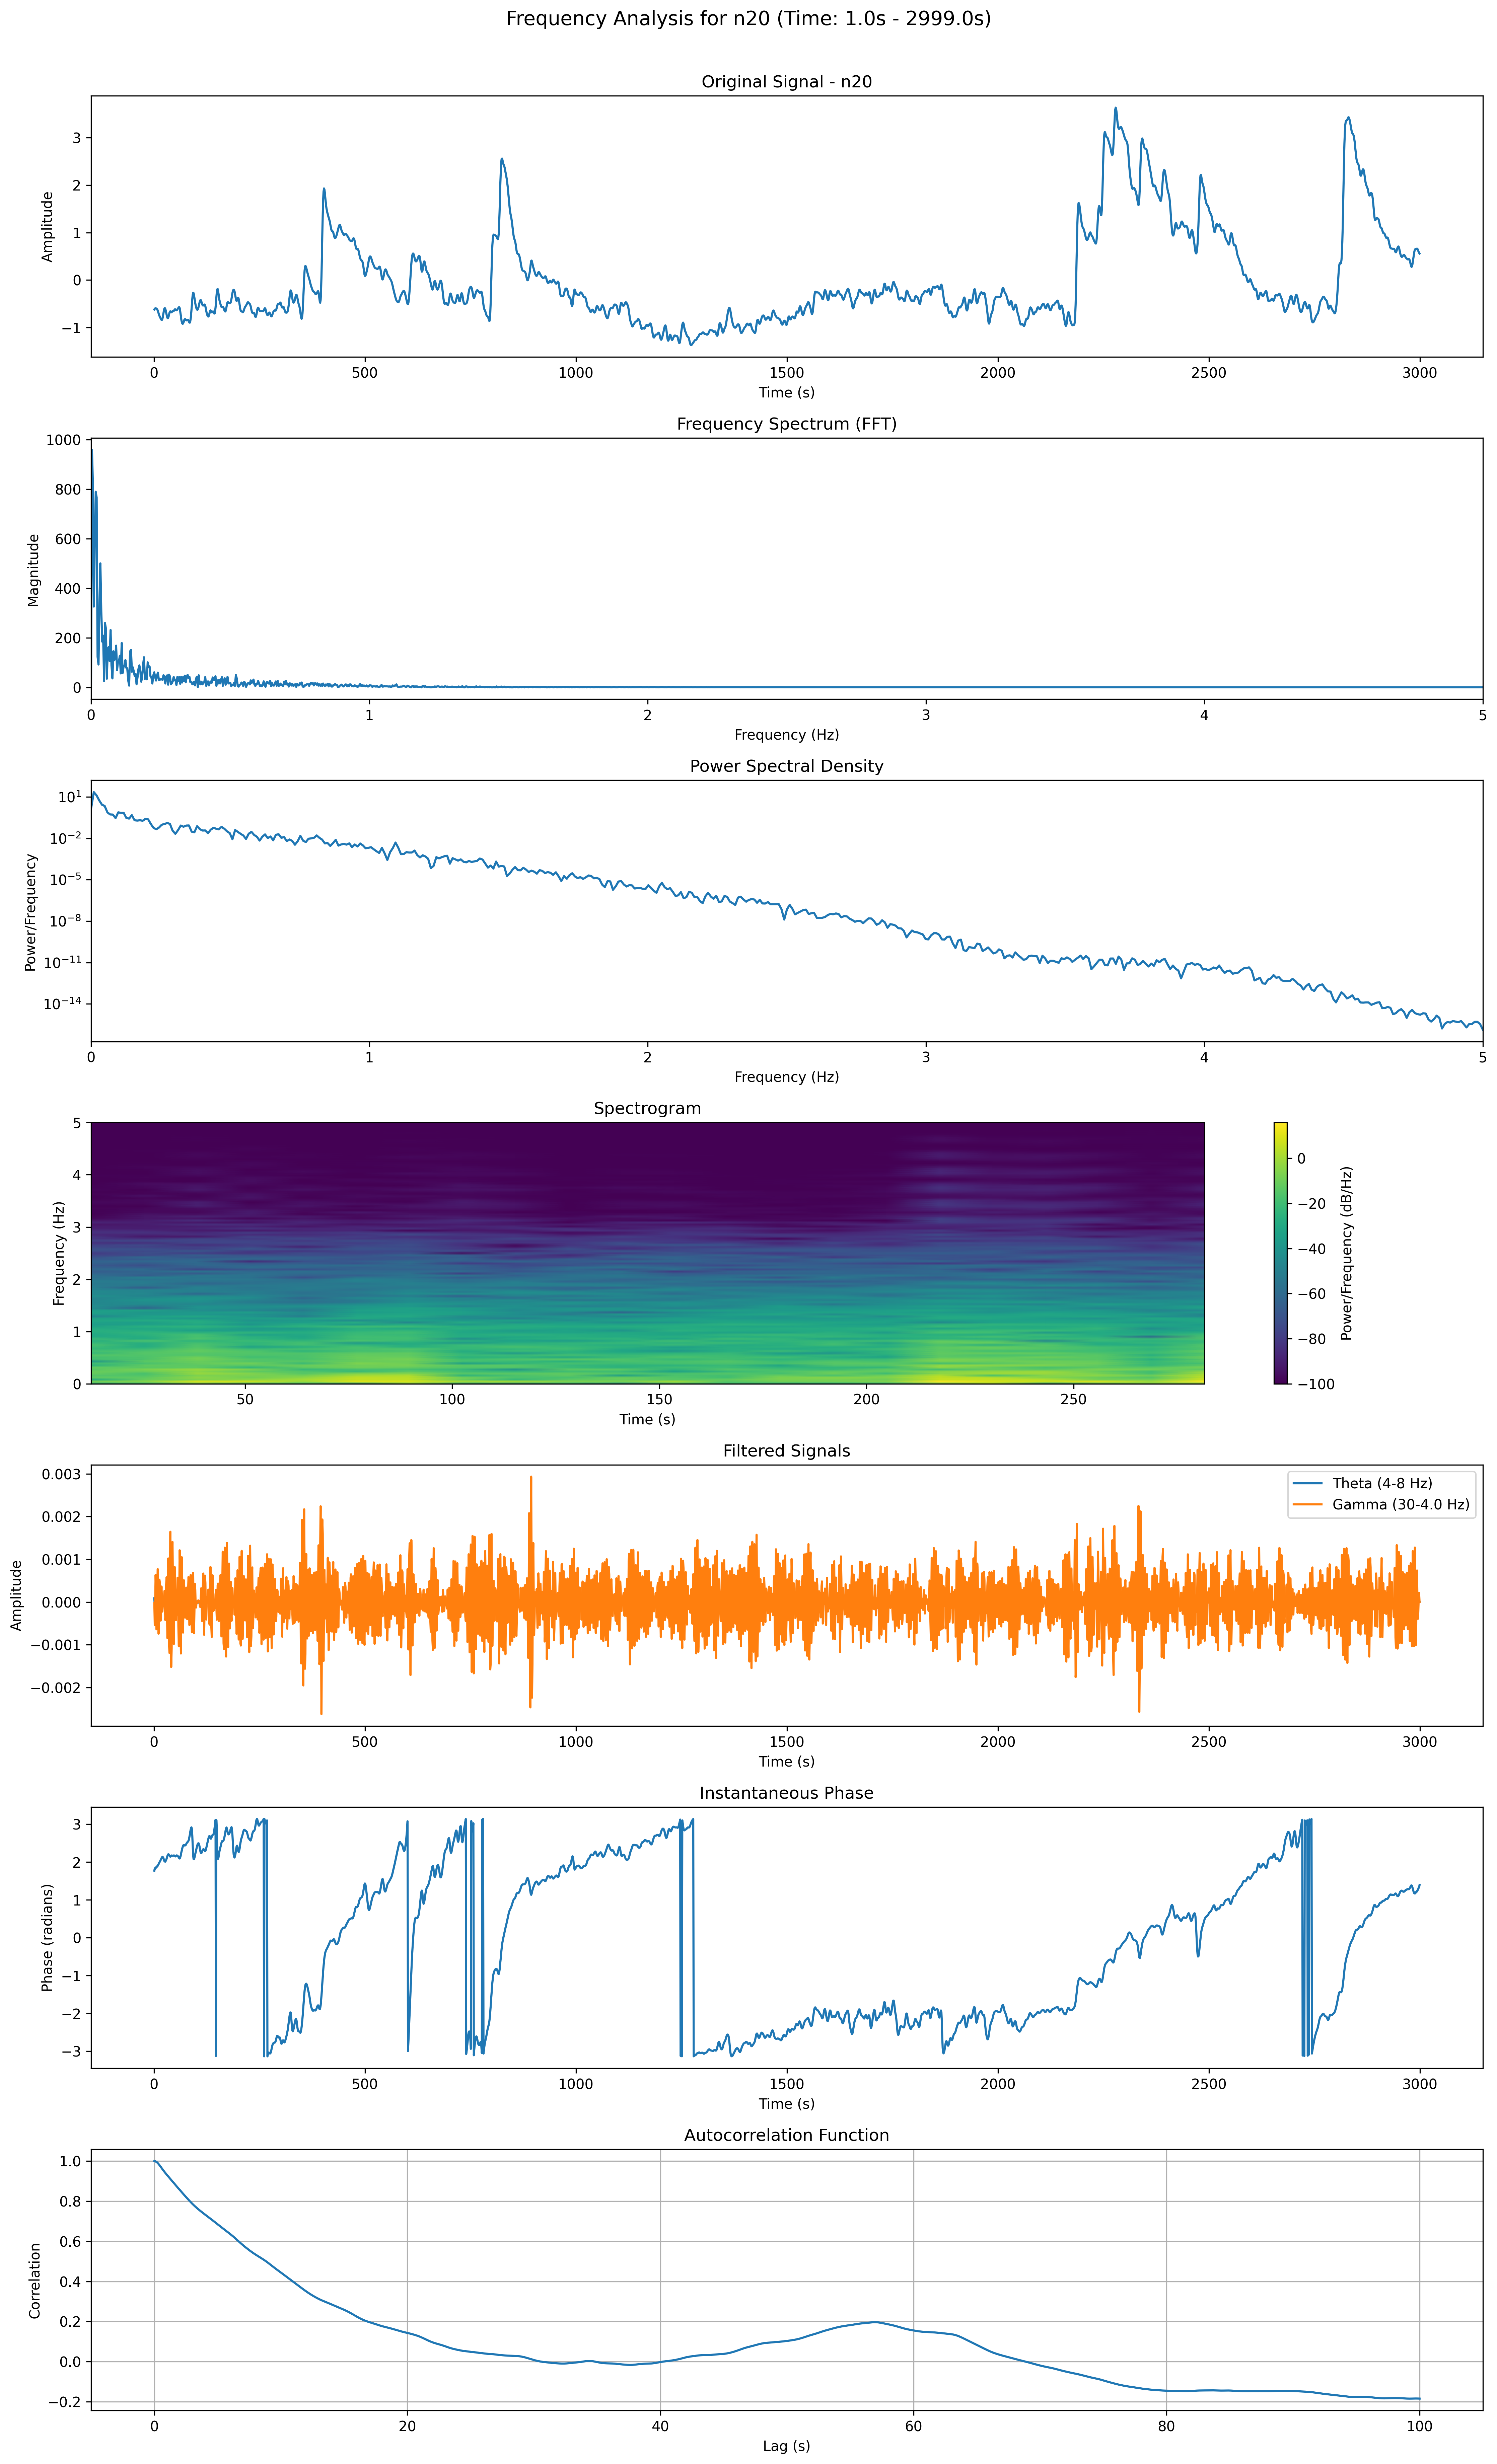 Frequency Analysis for n20 (Time: 1.0s - 2999.0s)
Original Signal - n20
3
2
1
0
−1
Amplitude
0 500 1000 1500 2000 2500 3000
Time (s)
Frequency Spectrum (FFT)
1000
800
600
400
200
0
Magnitude
0 1 2 3 4 5
Frequency (Hz)
Power Spectral Density
10^1
10^−2
10^−5
10^−8
10^−11
10^−14
Power/Frequency
0 1 2 3 4 5
Frequency (Hz)
Spectrogram
5
4
3
2
1
0
Frequency (Hz)
50 100 150 200 250
Time (s)
0
−20
−40
−60
−80
−100
Power/Frequency (dB/Hz)
Filtered Signals
0.003
0.002
0.001
0.000
−0.001
−0.002
Amplitude
Theta (4-8 Hz)
Gamma (30-4.0 Hz)
0 500 1000 1500 2000 2500 3000
Time (s)
Instantaneous Phase
3
2
1
0
−1
−2
−3
Phase (radians)
0 500 1000 1500 2000 2500 3000
Time (s)
Autocorrelation Function
1.0
0.8
0.6
0.4
0.2
0.0
−0.2
Correlation
0 20 40 60 80 100
Lag (s)